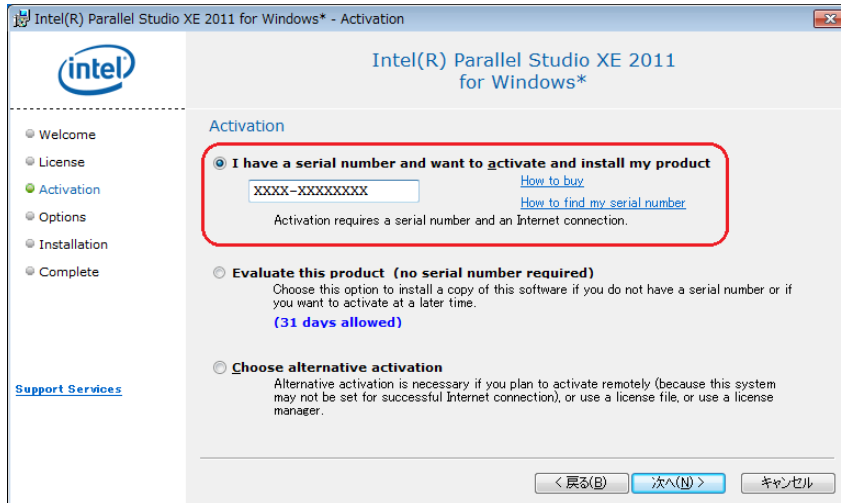 Intel(R) Parallel Studio XE 2011 for Windows* - Activation
intel
Intel(R) Parallel Studio XE 2011
for Windows*
Welcome
License
Activation
Options
Installation
Complete
Support Services
Activation
I have a serial number and want to activate and install my product
XXXX-XXXXXXXX
How to buy
How to find my serial number
Activation requires a serial number and an Internet connection.
Evaluate this product (no serial number required)
Choose this option to install a copy of this software if you do not have a serial number or if
you want to activate at a later time.
(31 days allowed)
Choose alternative activation
Alternative activation is necessary if you plan to activate remotely (because this system
may not be set for successful Internet connection), or use a license file, or use a license
manager.
< 戻る(B)
次へ(N) >
キャンセル